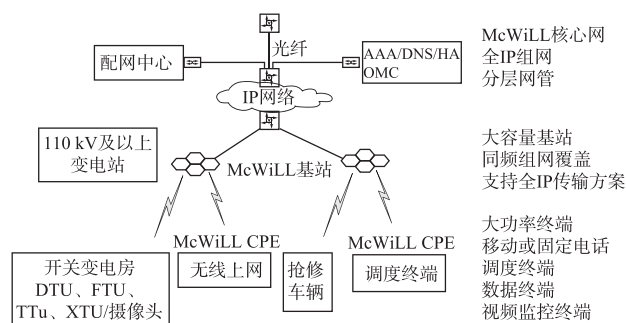 光纤
配网中心
AAA/DNS/HA
OMC
McWiLL核心网
全IP组网
分层网管
IP网络
110 kV及以上
变电站
McWiLL基站
大容量基站
同频组网覆盖
支持全IP传输方案
McWiLL CPE
McWiLL CPE
开关变电房
DTU、FTU、
TTu、XTU/摄像头
无线上网
抢修
车辆
调度终端
大功率终端
移动或固定电话
调度终端
数据终端
视频监控终端